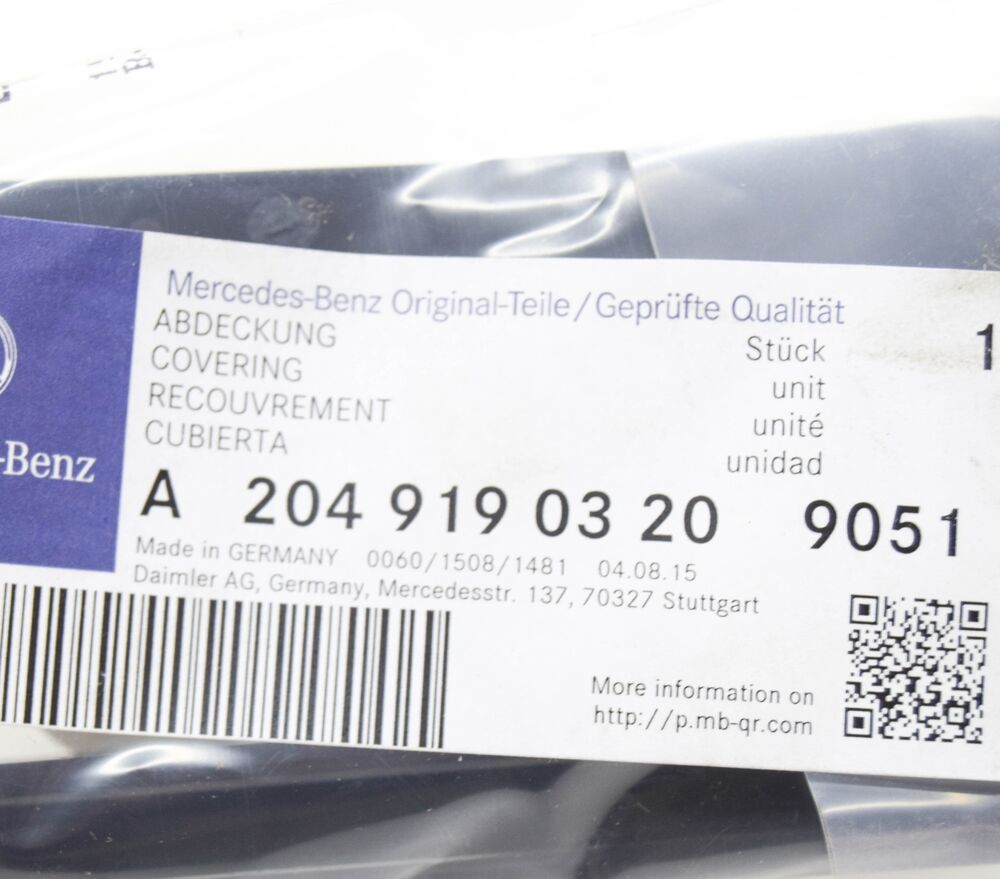 Mercedes-Benz Original-Teile/Geprüfte Qualität
ABDECKUNG
COVERING
RECOUVREMENT
CUBIERTA
Stück 1
unit
unité
unidad
-Benz
A 204 919 03 20 9051
Made in GERMANY 0060/1508/1481 04.08.15
Daimler AG, Germany, Mercedesstr. 137, 70327 Stuttgart
More information on
http://p.mb-qr.com